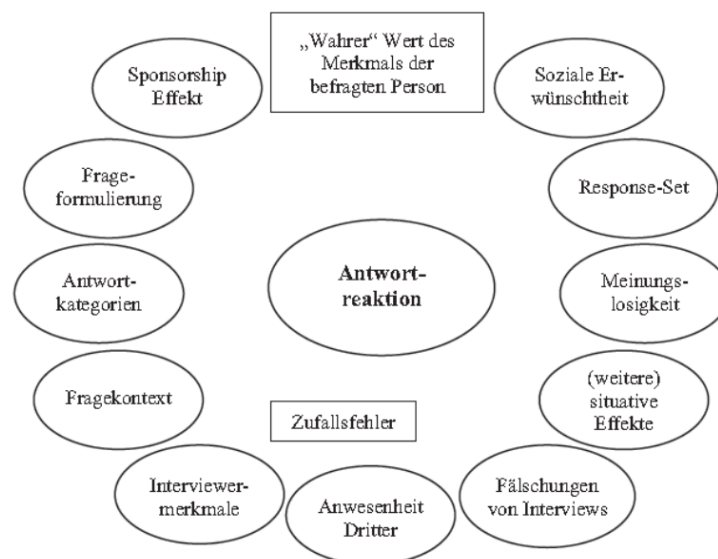 „Wahrer“ Wert des
Merkmals der
befragten Person
Sponsorship
Effekt
Soziale Er-
wünschtheit
Frage-
formulierung
Response-Set
Antwort-
kategorien
Antwort-
reaktion
Meinungs-
losigkeit
Fragekontext
(weitere)
situative
Effekte
Zufallsfehler
Interviewer-
merkmale
Anwesenheit
Dritter
Fälschungen
von Interviews